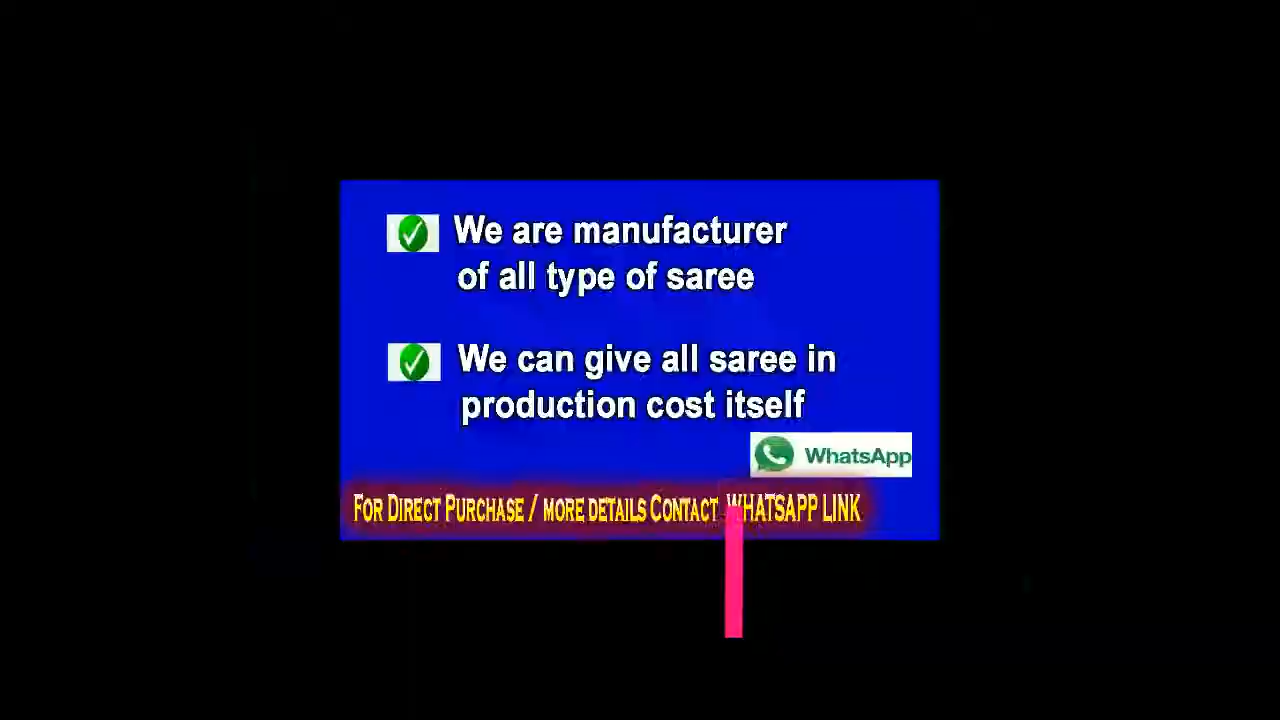 We are manufacturer
of all type of saree
We can give all saree in
production cost itself
WhatsApp
For Direct Purchase / more details Contact WHATSAPP LINK